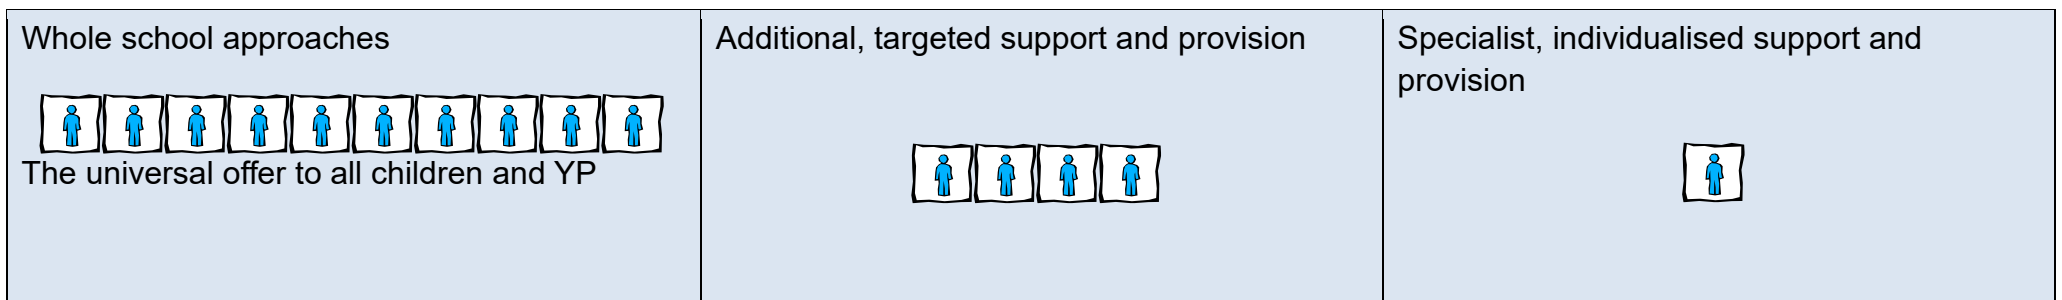 Whole school approaches
The universal offer to all children and YP
Additional, targeted support and provision
Specialist, individualised support and
provision